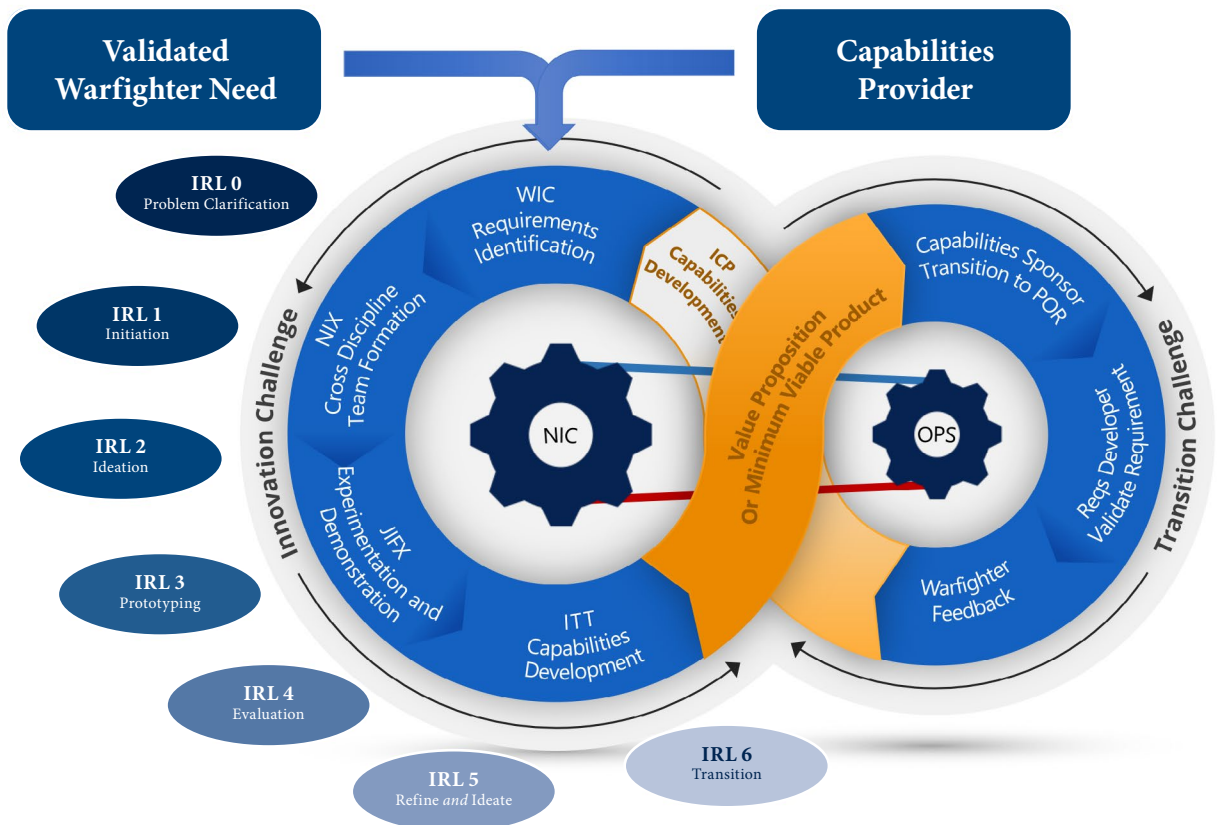 Validated
Warfighter Need
Capabilities
Provider
IRL 0
Problem Clarification
IRL 1
Initiation
IRL 2
Ideation
IRL 3
Prototyping
IRL 4
Evaluation
IRL 5
Refine and Ideate
IRL 6
Transition
Innovation Challenge
WIC
Requirements
Identification
NIX
Cross Discipline
Team Formation
JIFX
Experimentation and
Demonstration
ITT
Capabilities
Development
ICP
Capabilities
Development
NIC
Value Proposition
Or Minimum Viable Product
OPS
Capabilities Sponsor
Transition to POR
Reqs Developer
Validate Requirement
Warfighter
Feedback
Transition Challenge